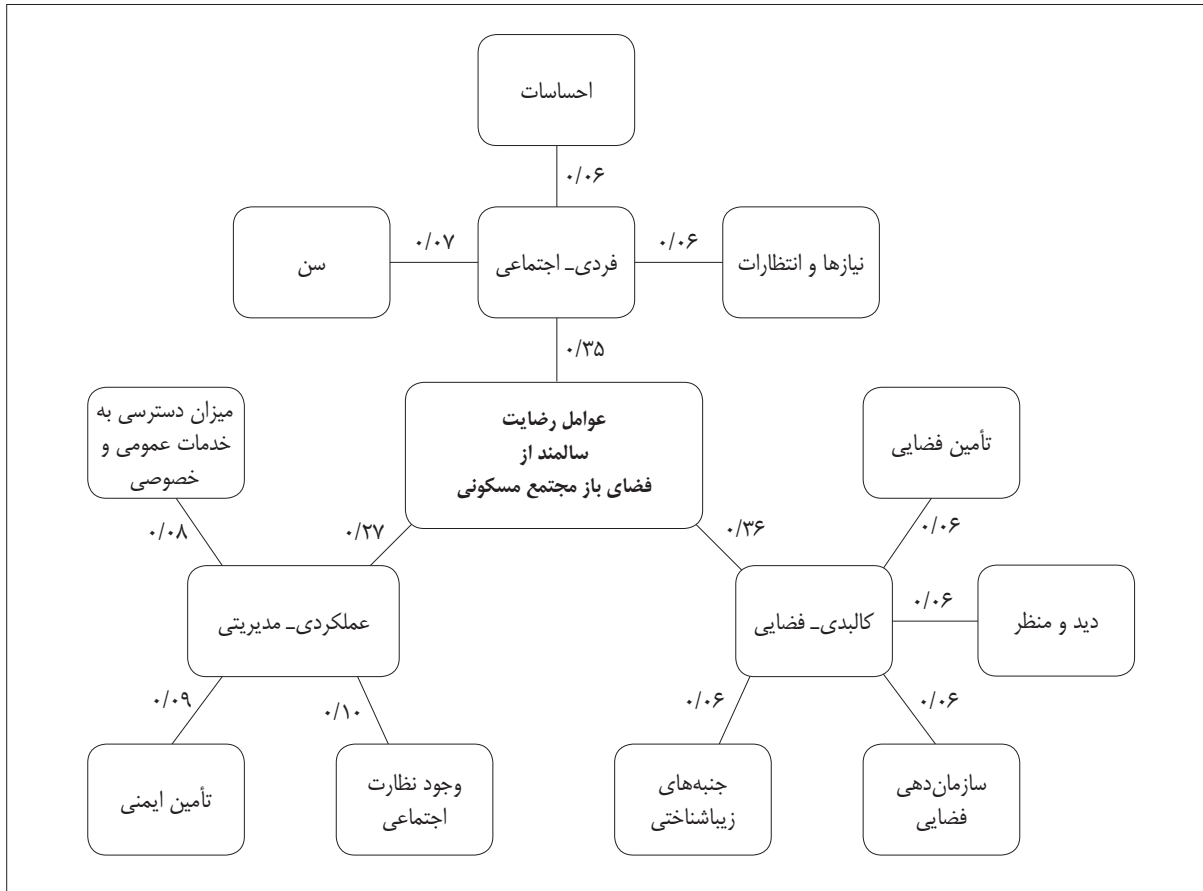 احساسات
۰/۰۶
سن
۰/۰۷
فردی_ اجتماعی
۰/۰۶
نیازها و انتظارات
۰/۳۵
عوامل رضایت
سالمند از
فضای باز مجتمع مسکونی
میزان دسترسی به
خدمات عمومی و
خصوصی
تأمین فضایی
۰/۰۸
۰/۲۷
۰/۳۶
۰/۰۶
عملکردی_ مدیریتی
کالبدی_ فضایی
۰/۰۶
دید و منظر
۰/۰۹
۰/۱۰
۰/۰۶
۰/۰۶
تأمین ایمنی
وجود نظارت
اجتماعی
جنبه‌های
زیباشناختی
سازمان‌دهی
فضایی